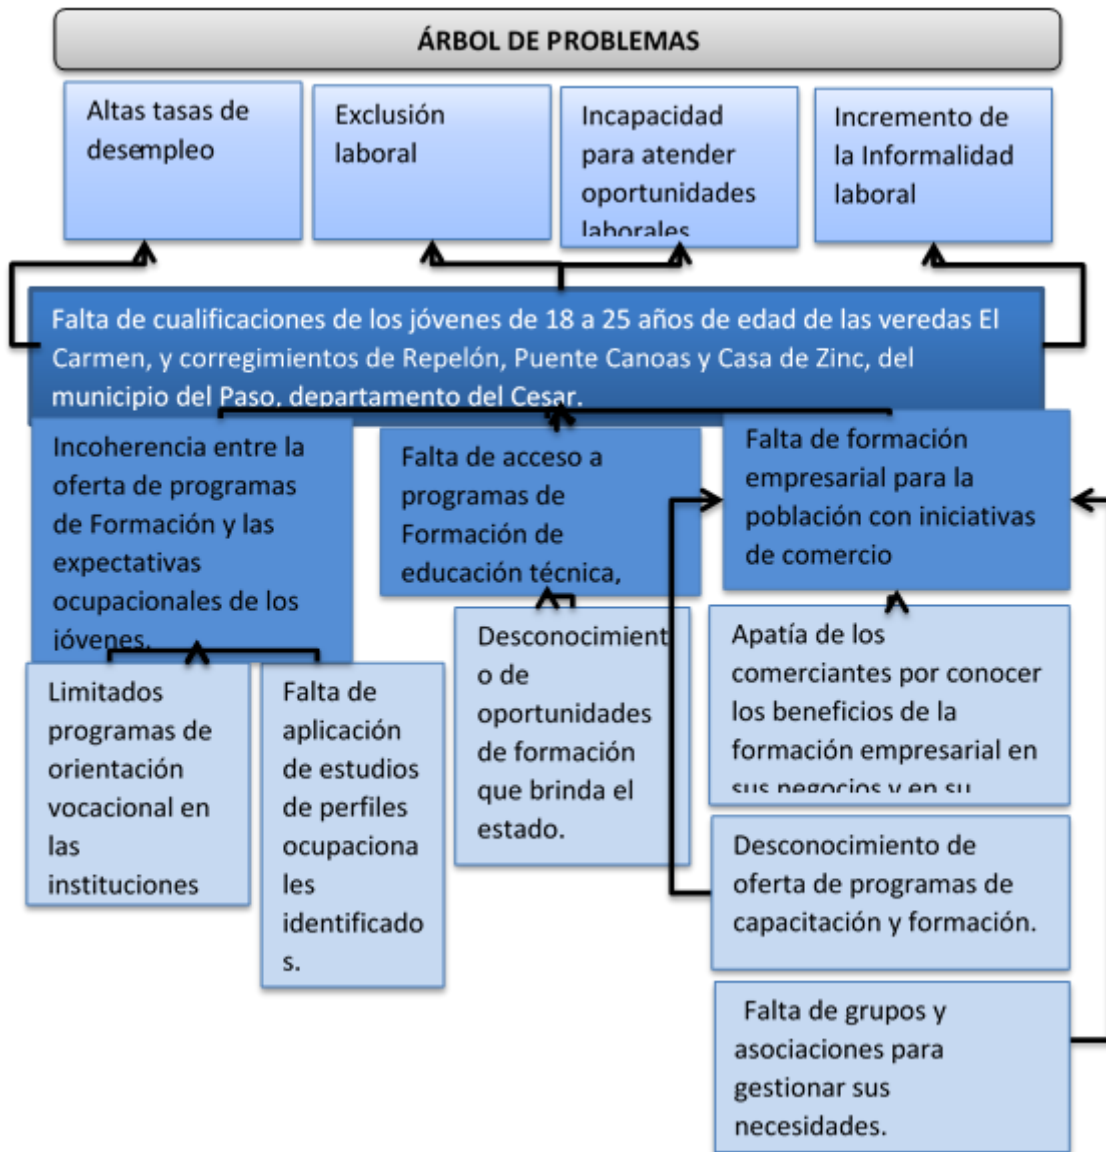 ÁRBOL DE PROBLEMAS
Altas tasas de
desempleo
Exclusión
laboral
Incapacidad
para atender
oportunidades
laborales
Incremento de
la Informalidad
laboral
Falta de cualificaciones de los jóvenes de 18 a 25 años de edad de las veredas El
Carmen, y corregimientos de Repelón, Puente Canoas y Casa de Zinc, del
municipio del Paso, departamento del Cesar.
Incoherencia entre la
oferta de programas
de Formación y las
expectativas
ocupacionales de los
jóvenes.
Falta de acceso a
programas de
Formación de
educación técnica,
Falta de formación
empresarial para la
población con iniciativas
de comercio
Limitados
programas de
orientación
vocacional en
las
instituciones
Falta de
aplicación
de estudios
de perfiles
ocupaciona
les
identificado
s.
Desconocimient
o de
oportunidades
de formación
que brinda el
estado.
Apatía de los
comerciantes por conocer
los beneficios de la
formación empresarial en
sus negocios y en su
Desconocimiento de
oferta de programas de
capacitación y formación.
Falta de grupos y
asociaciones para
gestionar sus
necesidades.